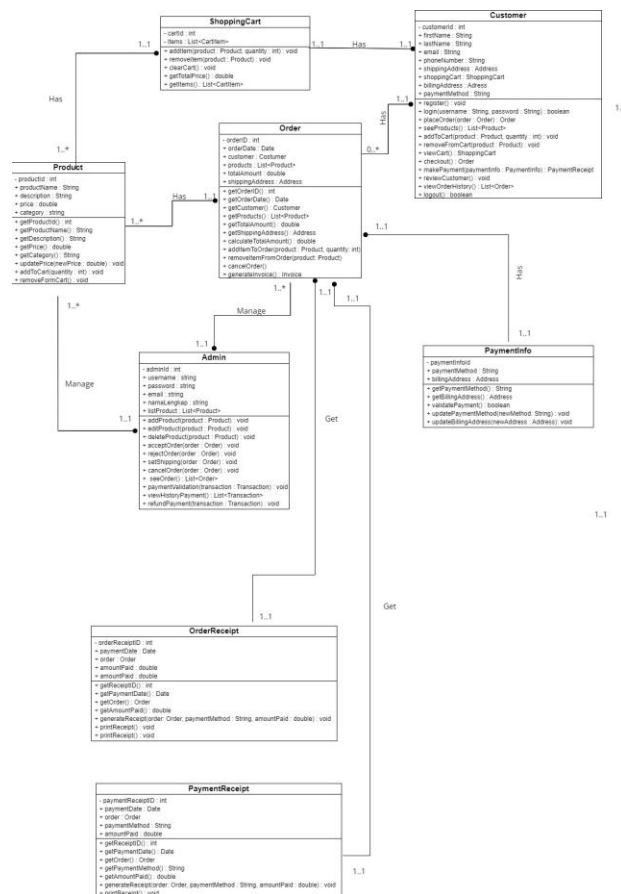 ShoppingCart
- cartId : int
- items : List<CartItem>
+ addItem(product : Product, quantity : int) : void
+ removeItem(product : Product) : void
+ clearCart() : void
+ getTotalPrice() : double
+ getItems() : List<CartItem>
1..1
1..1
Has
1..1
Customer
- customerId : int
+ firstName : String
+ lastName : String
+ email : String
+ phoneNumber : String
+ shippingAddress : Address
+ shoppingCart : ShoppingCart
+ billingAddress : Adress
+ paymentMethod : String
+ register() : void
+ login(username : String, password : String) : boolean
+ placeOrder(order : Order) : Order
+ seeProducts() : List<Product>
+ addToCart(product : Product, quantity : int) : void
+ removeFromCart(product : Product) : void
+ viewCart() : ShoppingCart
+ checkout() : Order
+ makePayment(paymentInfo : PaymentInfo) : PaymentReceipt
+ reviewCustomer() : void
+ viewOrderHistory() : List<Order>
+ logout() : boolean
1..1
Has
0..*
Has
1..*
Order
- orderID : int
+ orderDate : Date
+ customer : Costumer
+ products : List<Product>
+ totalAmount : double
+ shippingAddress : Address
+ getOrderID() : int
+ getOrderDate() : Date
+ getCustomer() : Customer
+ getProducts() : List<Product>
+ getTotalAmount() : double
+ getShippingAddress() : Address
+ calculateTotalAmount() : double
+ addItemToOrder(product : Product, quantity : int)
+ removeItemFromOrder(product : Product)
+ cancelOrder()
+ generateInvoice() : Invoice
Product
- productId : int
+ productName : String
+ description : String
+ price : double
+ category : string
+ getProductId() : int
+ getProductName() : String
+ getDescription() : String
+ getPrice() : double
+ getCategory() : String
+ updatePrice(newPrice : double) : void
+ addToCart(quantity : int) : void
+ removeFormCart() : void
Has
1..1
1..*
1..1
Has
1..1
1..*
1..*
1..1
1..1
Manage
1..1
Manage
1..1
Get
Admin
- adminId : int
+ username : string
+ password : string
+ email : string
+ namaLengkap : string
+ listProduct : List<Product>
+ addProduct(product : Product) : void
+ editProduct(product : Product) : void
+ deleteProduct(product : Product) : void
+ acceptOrder(order : Order) : void
+ rejectOrder(order : Order) : void
+ setShipping(order : Order) : void
+ cancelOrder(order : Order) : void
+ seeOrder() : List<Order>
+ paymentValidation(transaction : Transaction) : void
+ viewHistoryPayment() : List<Transaction>
+ refundPayment(transaction : Transaction) : void
PaymentInfo
- paymentInfoid
+ paymentMethod : String
+ billingAddress : Address
+ getPaymentMethod() : String
+ getBillingAddress() : Address
+ validatePayment() : boolean
+ updatePaymentMethod(newMethod : String) : void
+ updateBillingAddress(newAddress : Address) : void
1..1
Get
1..1
OrderReceipt
- orderReceiptID : int
+ paymentDate : Date
+ order : Order
+ amountPaid : double
+ amountPaid : double
+ getReceiptID() : int
+ getPaymentDate() : Date
+ getOrder() : Order
+ getAmountPaid() : double
+ generateReceipt(order : Order, paymentMethod : String, amountPaid : double) : void
+ printReceipt() : void
+ printReceipt() : void
PaymentReceipt
- paymentReceiptID : int
+ paymentDate : Date
+ order : Order
+ paymentMethod : String
+ amountPaid : double
+ getReceiptID() : int
+ getPaymentDate() : Date
+ getOrder() : Order
+ getPaymentMethod() : String
+ getAmountPaid() : double
+ generateReceipt(order : Order, paymentMethod : String, amountPaid : double) : void
+ printReceipt() : void
1..1